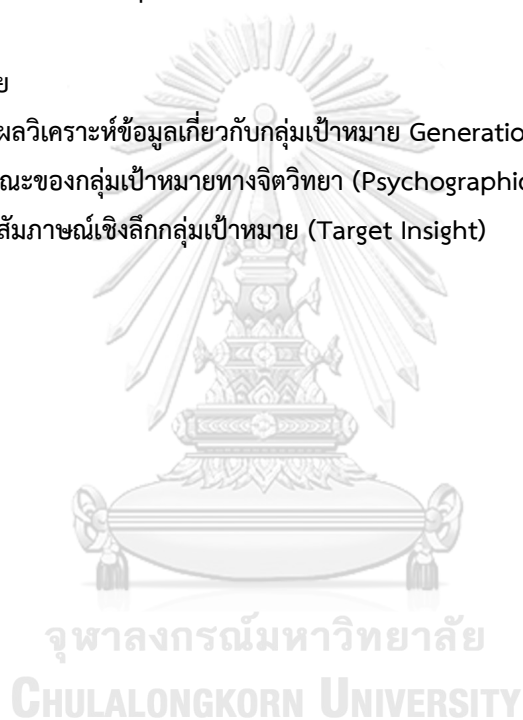 ย
ผลวิเคราะห์ข้อมูลเกี่ยวกับกลุ่มเป้าหมาย Generation
ณะของกลุ่มเป้าหมายทางจิตวิทยา (Psychographic
สัมภาษณ์เชิงลึกกลุ่มเป้าหมาย (Target Insight)
จุฬาลงกรณ์มหาวิทยาลัย
CHULALONGKORN UNIVERSITY